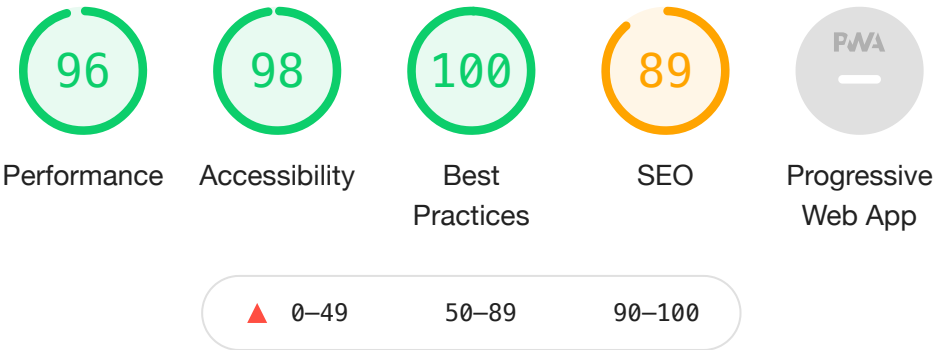 96 98 100 89 PWA
Performance Accessibility Best Practices SEO Progressive Web App
0–49 50–89 90–100